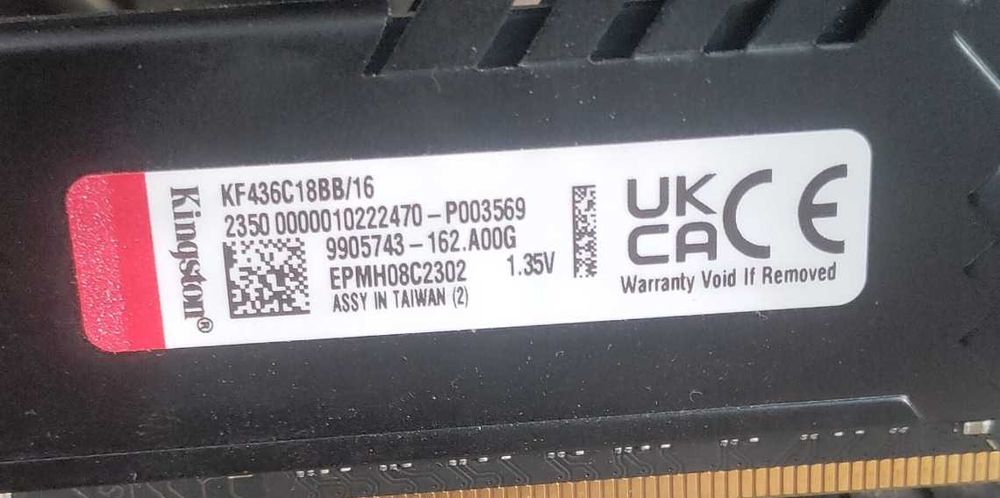 Kingston®
KF436C18BB/16
2350 0000010222470-P003569
9905743-162.A00G
EPMH08C2302 1.35V
ASSY IN TAIWAN (2)
UK
CA CE
Warranty Void If Removed